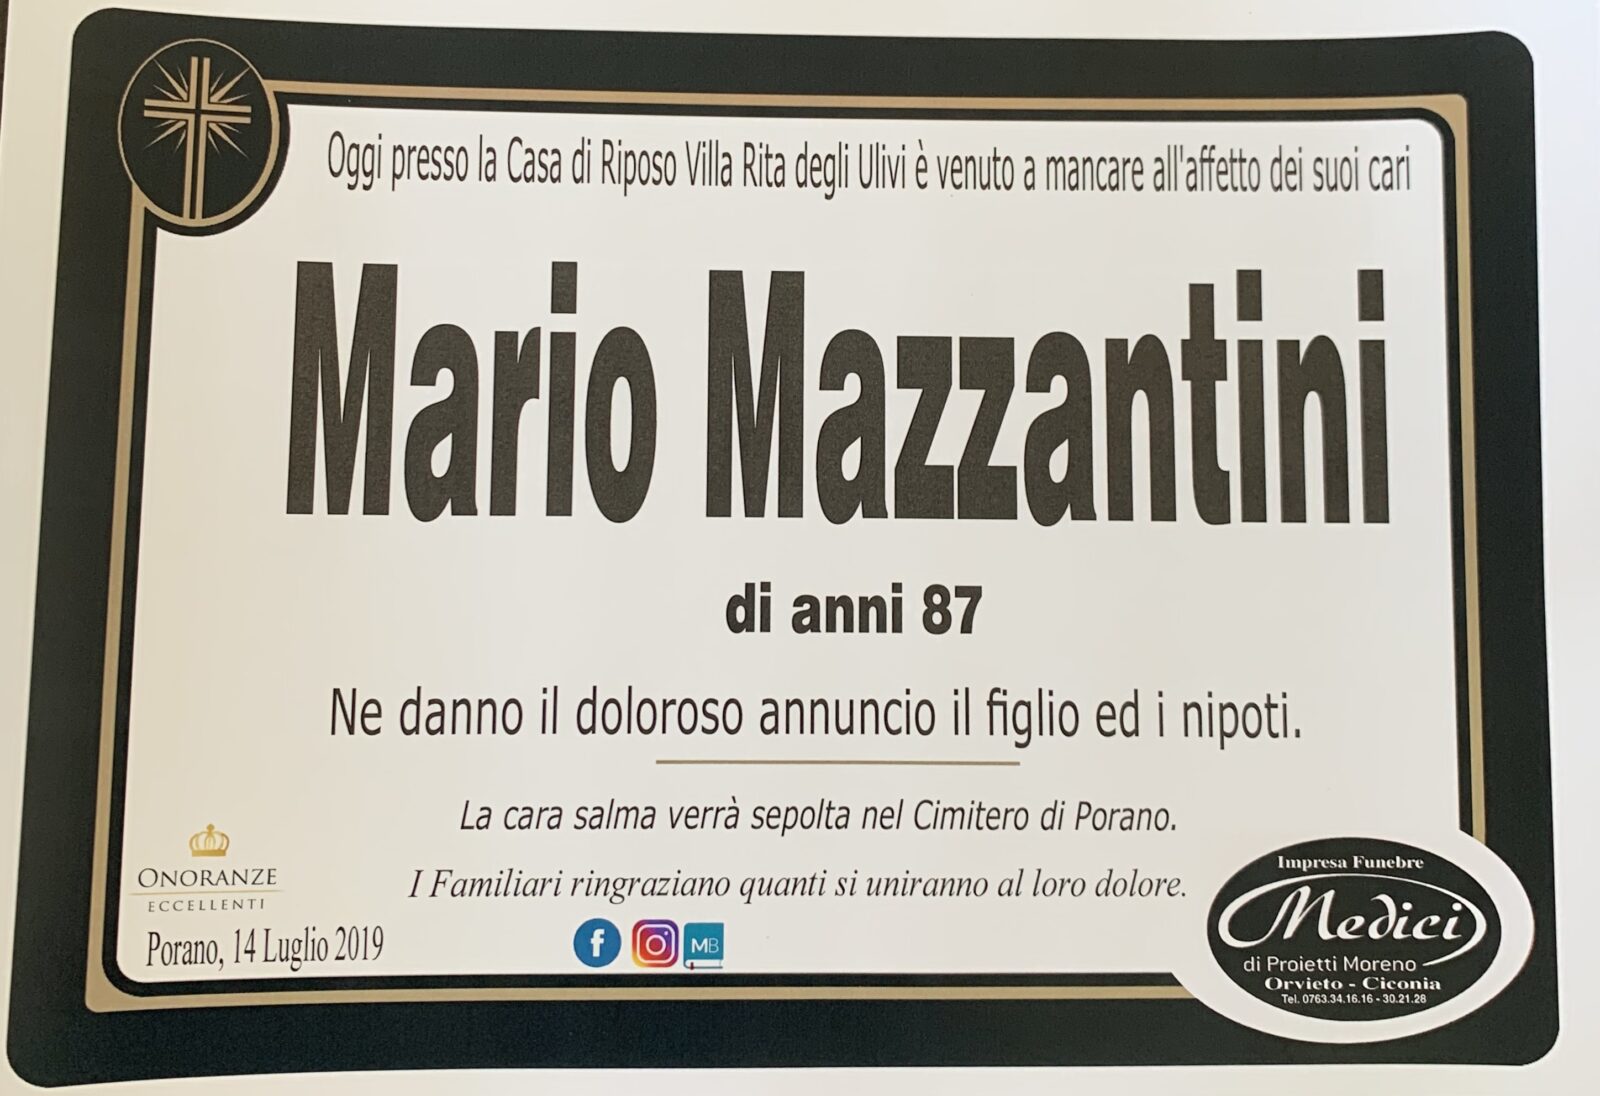 Oggi presso la Casa di Riposo Villa Rita degli Ulivi è venuto a mancare all'affetto dei suoi cari
Mario Mazzantini
di anni 87
Ne danno il doloroso annuncio il figlio ed i nipoti.
La cara salma verrà sepolta nel Cimitero di Porano.
I Familiari ringraziano quanti si uniranno al loro dolore.
ONORANZE
ECCELLENTI
Porano, 14 Luglio 2019
f
MB
Impresa Funebre
Medici
di Proietti Moreno
Orvieto - Ciconia
Tel. 0763.34.16.16 - 30.21.28